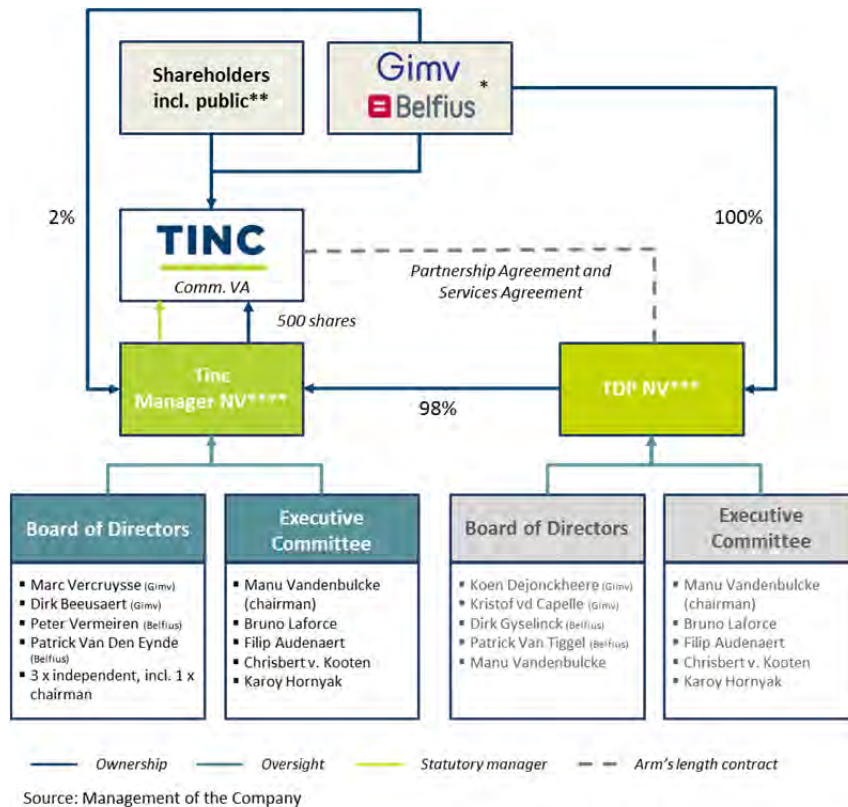 Shareholders
incl. public**
Gimv
Belfius
*
2%
100%
TINC
Comm. VA
Partnership Agreement and
Services Agreement
500 shares
Tinc
Manager NV****
TDP NV***
98%
Board of Directors
Executive
Committee
Board of Directors
Executive
Committee
▪ Marc Vercruysse (Gimv)
▪ Dirk Beeusaert (Gimv)
▪ Peter Vermeiren (Belfius)
▪ Patrick Van Den Eynde
(Belfius)
▪ 3 x independent, incl. 1 x
chairman
▪ Manu Vandenbulcke
(chairman)
▪ Bruno Laforce
▪ Filip Audenaert
▪ Chrisbert v. Kooten
▪ Karoy Hornyak
▪ Koen Dejonckheere (Gimv)
▪ Kristof vd Capelle (Gimv)
▪ Dirk Gyselinck (Belfius)
▪ Patrick Van Tiggel (Belfius)
▪ Manu Vandenbulcke
▪ Manu Vandenbulcke
(chairman)
▪ Bruno Laforce
▪ Filip Audenaert
▪ Chrisbert v. Kooten
▪ Karoy Hornyak
Ownership
Oversight
Statutory manager
Arm's length contract
Source: Management of the Company